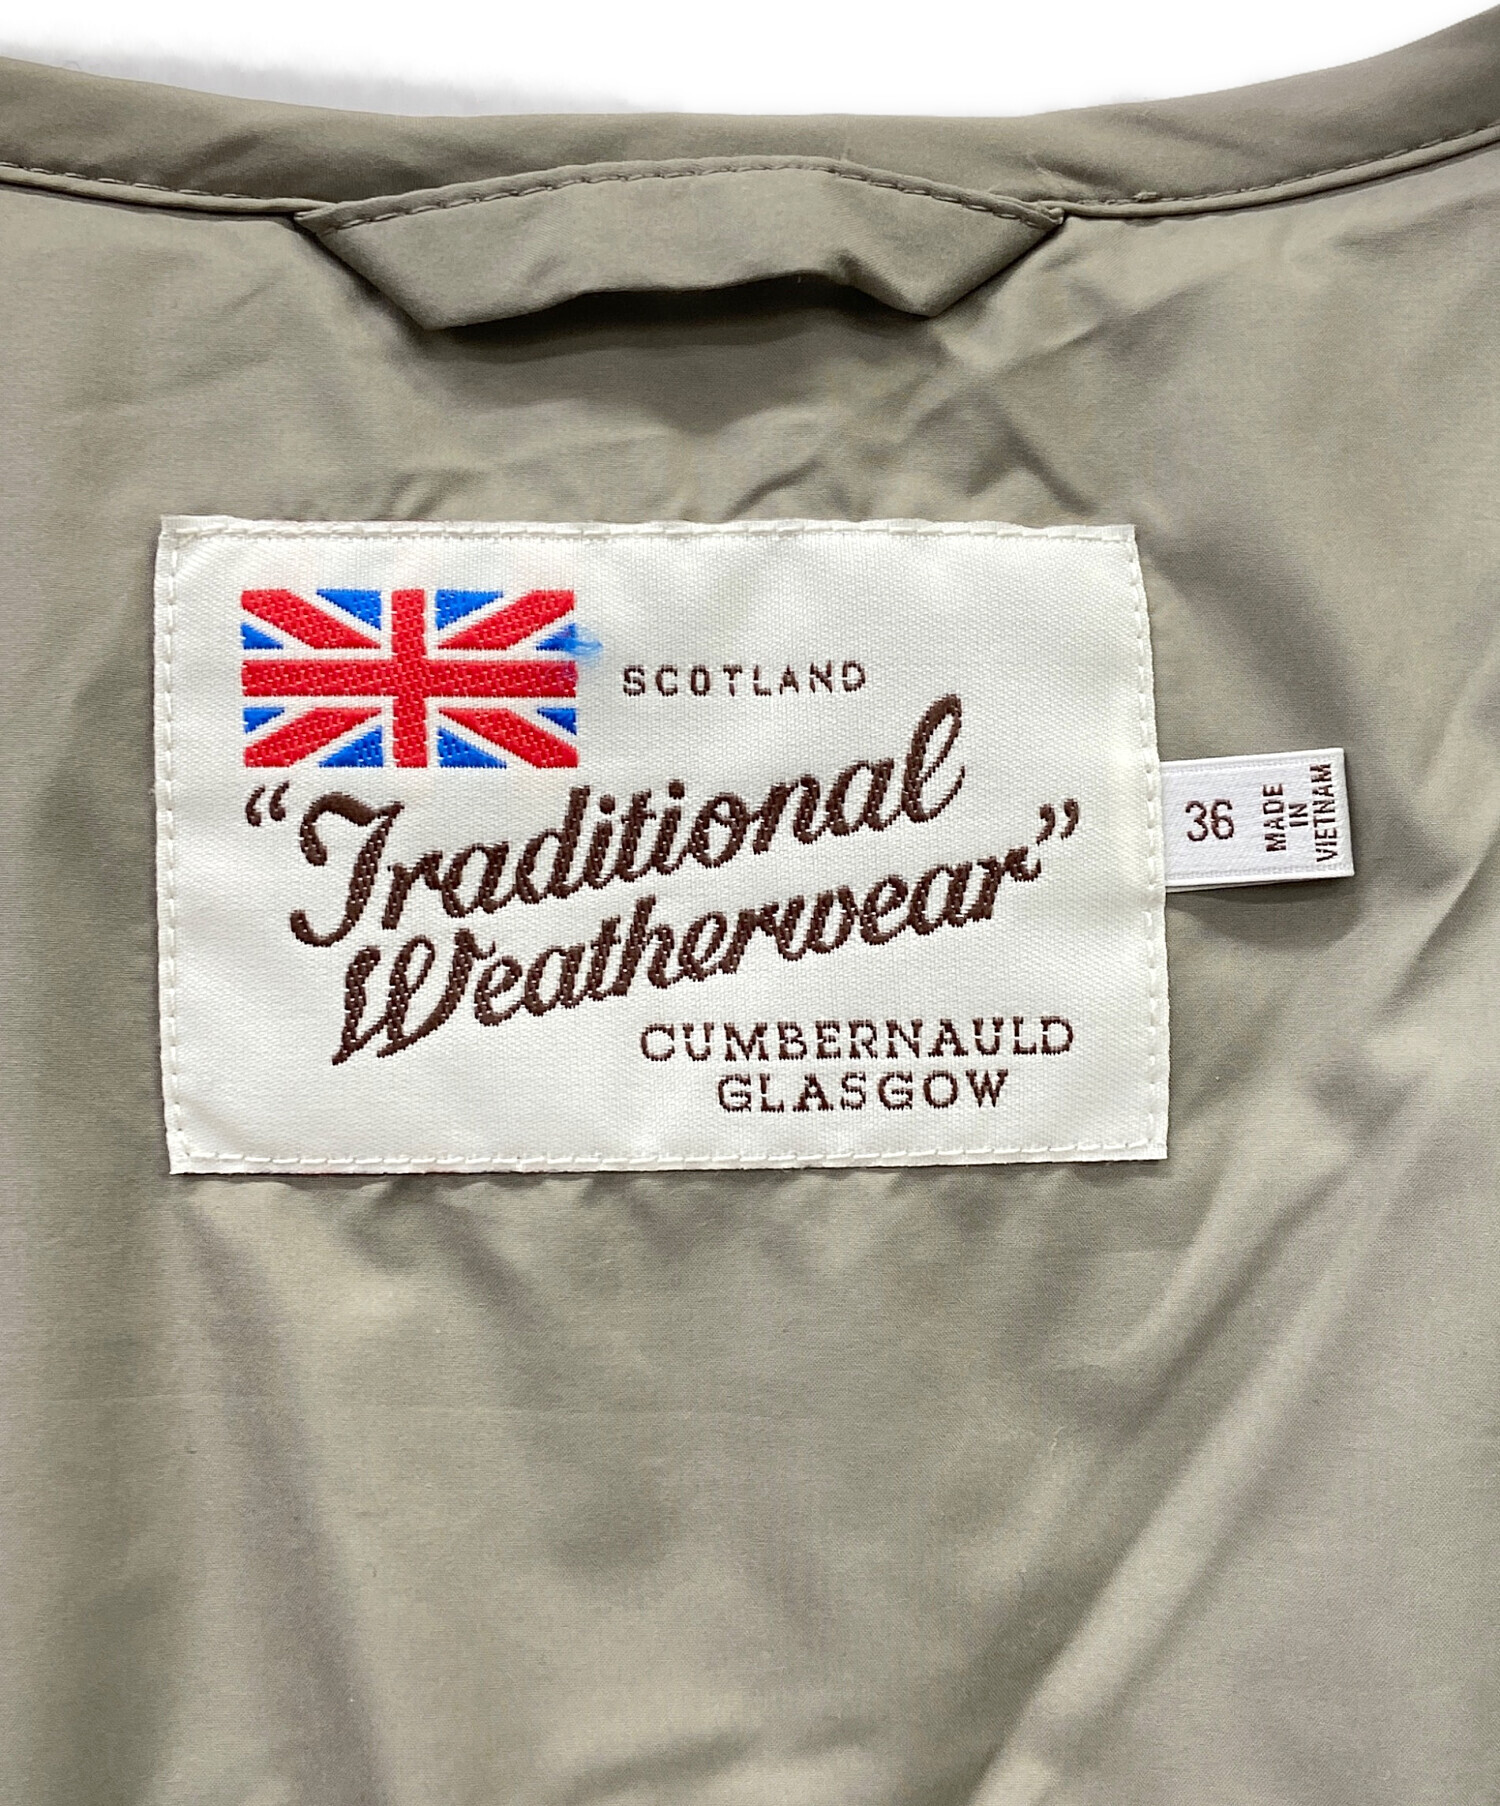 SCOTLAND
“Traditional
Weatherwear”
CUMBERNAULD
GLASGOW
36
MADE
IN
VIETNAM